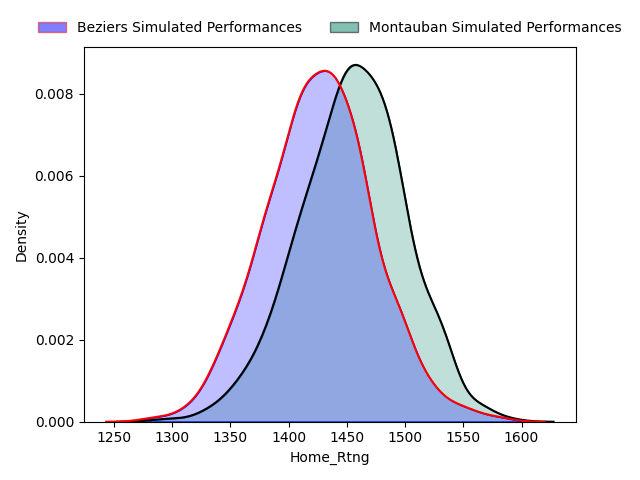 Beziers Simulated Performances
Montauban Simulated Performances
0.008
0.006
0.004
0.002
0.000
Density
1250 1300 1350 1400 1450 1500 1550 1600
Home_Rtng